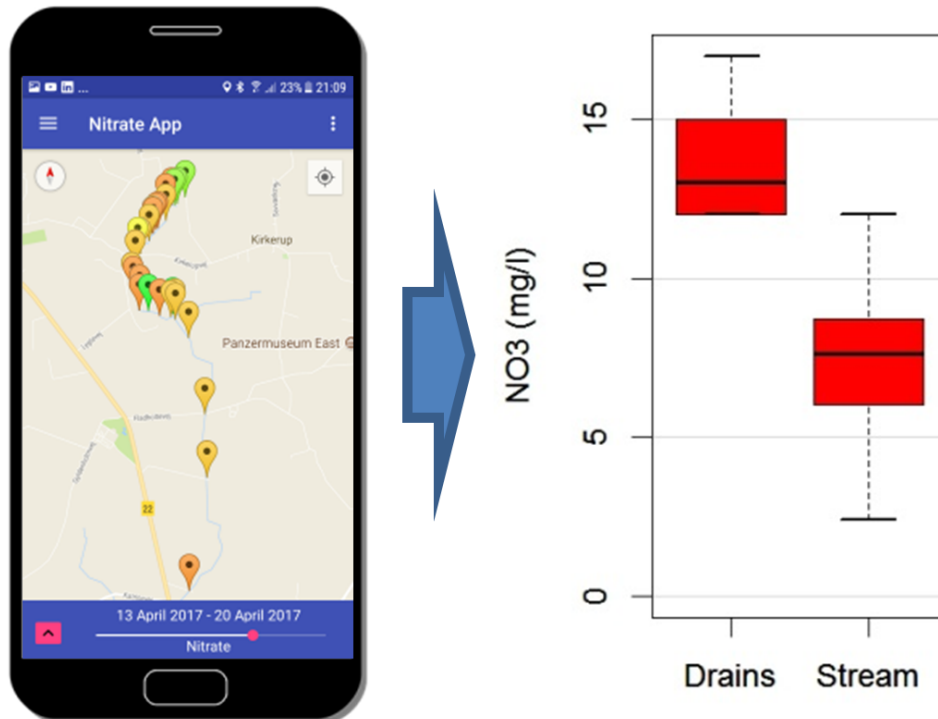 ... 23% 21:09
Nitrate App
Kirkerup
Panzermuseum East
22
13 April 2017 - 20 April 2017
Nitrate
NO3 (mg/l)
15
10
5
0
Drains Stream